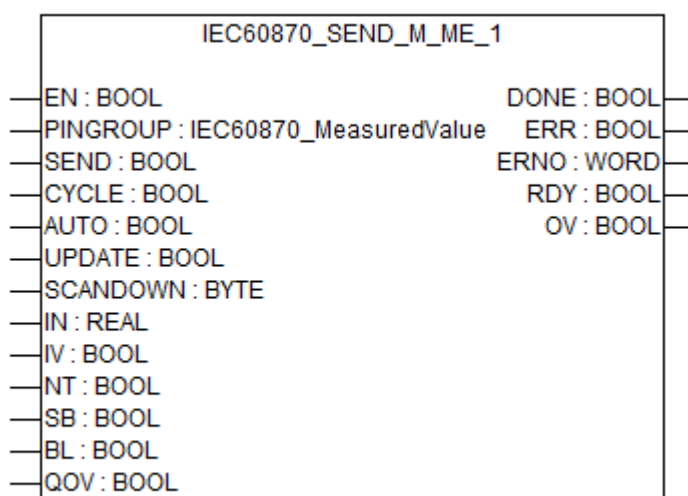 IEC60870_SEND_M_ME_1
EN : BOOL DONE : BOOL
PINGROUP : IEC60870_MeasuredValue ERR : BOOL
SEND : BOOL ERNO : WORD
CYCLE : BOOL RDY : BOOL
AUTO : BOOL OV : BOOL
UPDATE : BOOL
SCANDOWN : BYTE
IN : REAL
IV : BOOL
NT : BOOL
SB : BOOL
BL : BOOL
QOV : BOOL